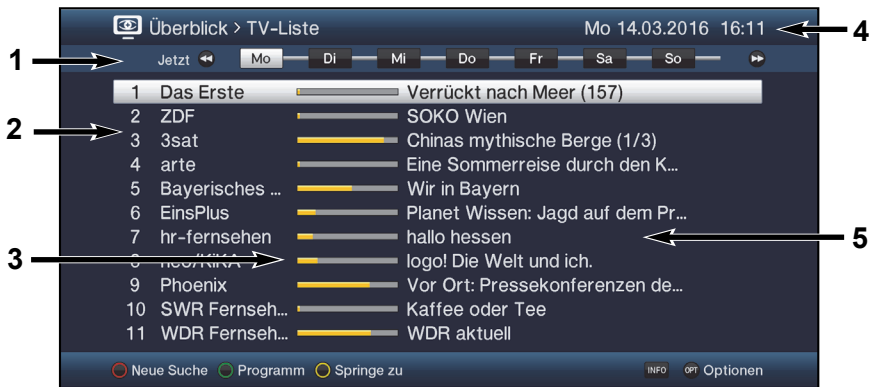 Überblick > TV-Liste Mo 14.03.2016 16:11 4
1 Jetzt Mo Di Mi Do Fr Sa So
1 Das Erste Verrückt nach Meer (157)
2 ZDF SOKO Wien
2
3 3sat Chinas mythische Berge (1/3)
4 arte Eine Sommerreise durch den K...
5 Bayerisches ... Wir in Bayern
6 EinsPlus Planet Wissen: Jagd auf dem Pr...
7 hr-fernsehen hallo hessen 5
3 8 neo/KiKA logo! Die Welt und ich.
9 Phoenix Vor Ort: Pressekonferenzen de...
10 SWR Fernseh... Kaffee oder Tee
11 WDR Fernseh... WDR aktuell
Neue Suche Programm Springe zu INFO OPT Optionen